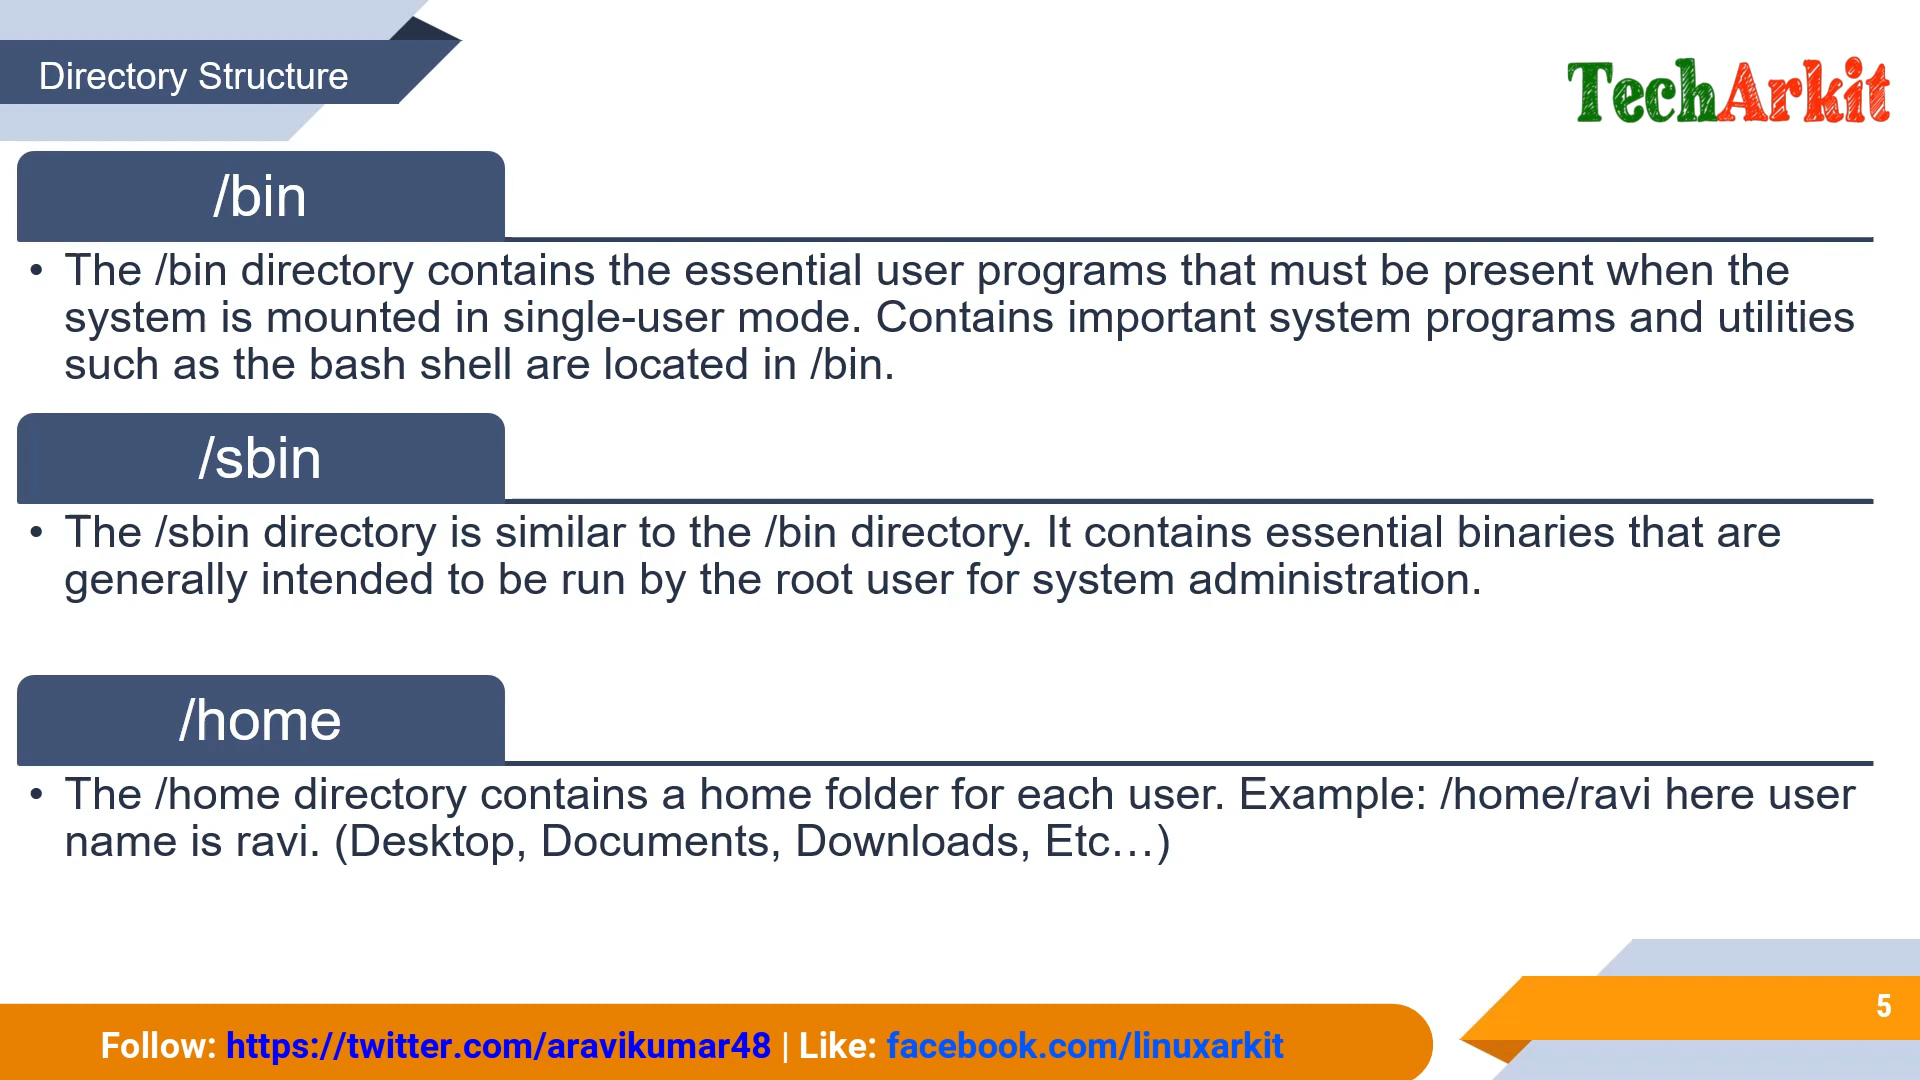 Directory Structure
TechArkit
/bin
• The /bin directory contains the essential user programs that must be present when the
system is mounted in single-user mode. Contains important system programs and utilities
such as the bash shell are located in /bin.
/sbin
• The /sbin directory is similar to the /bin directory. It contains essential binaries that are
generally intended to be run by the root user for system administration.
/home
• The /home directory contains a home folder for each user. Example: /home/ravi here user
name is ravi. (Desktop, Documents, Downloads, Etc…)
5
Follow: https://twitter.com/aravikumar48 | Like: facebook.com/linuxarkit